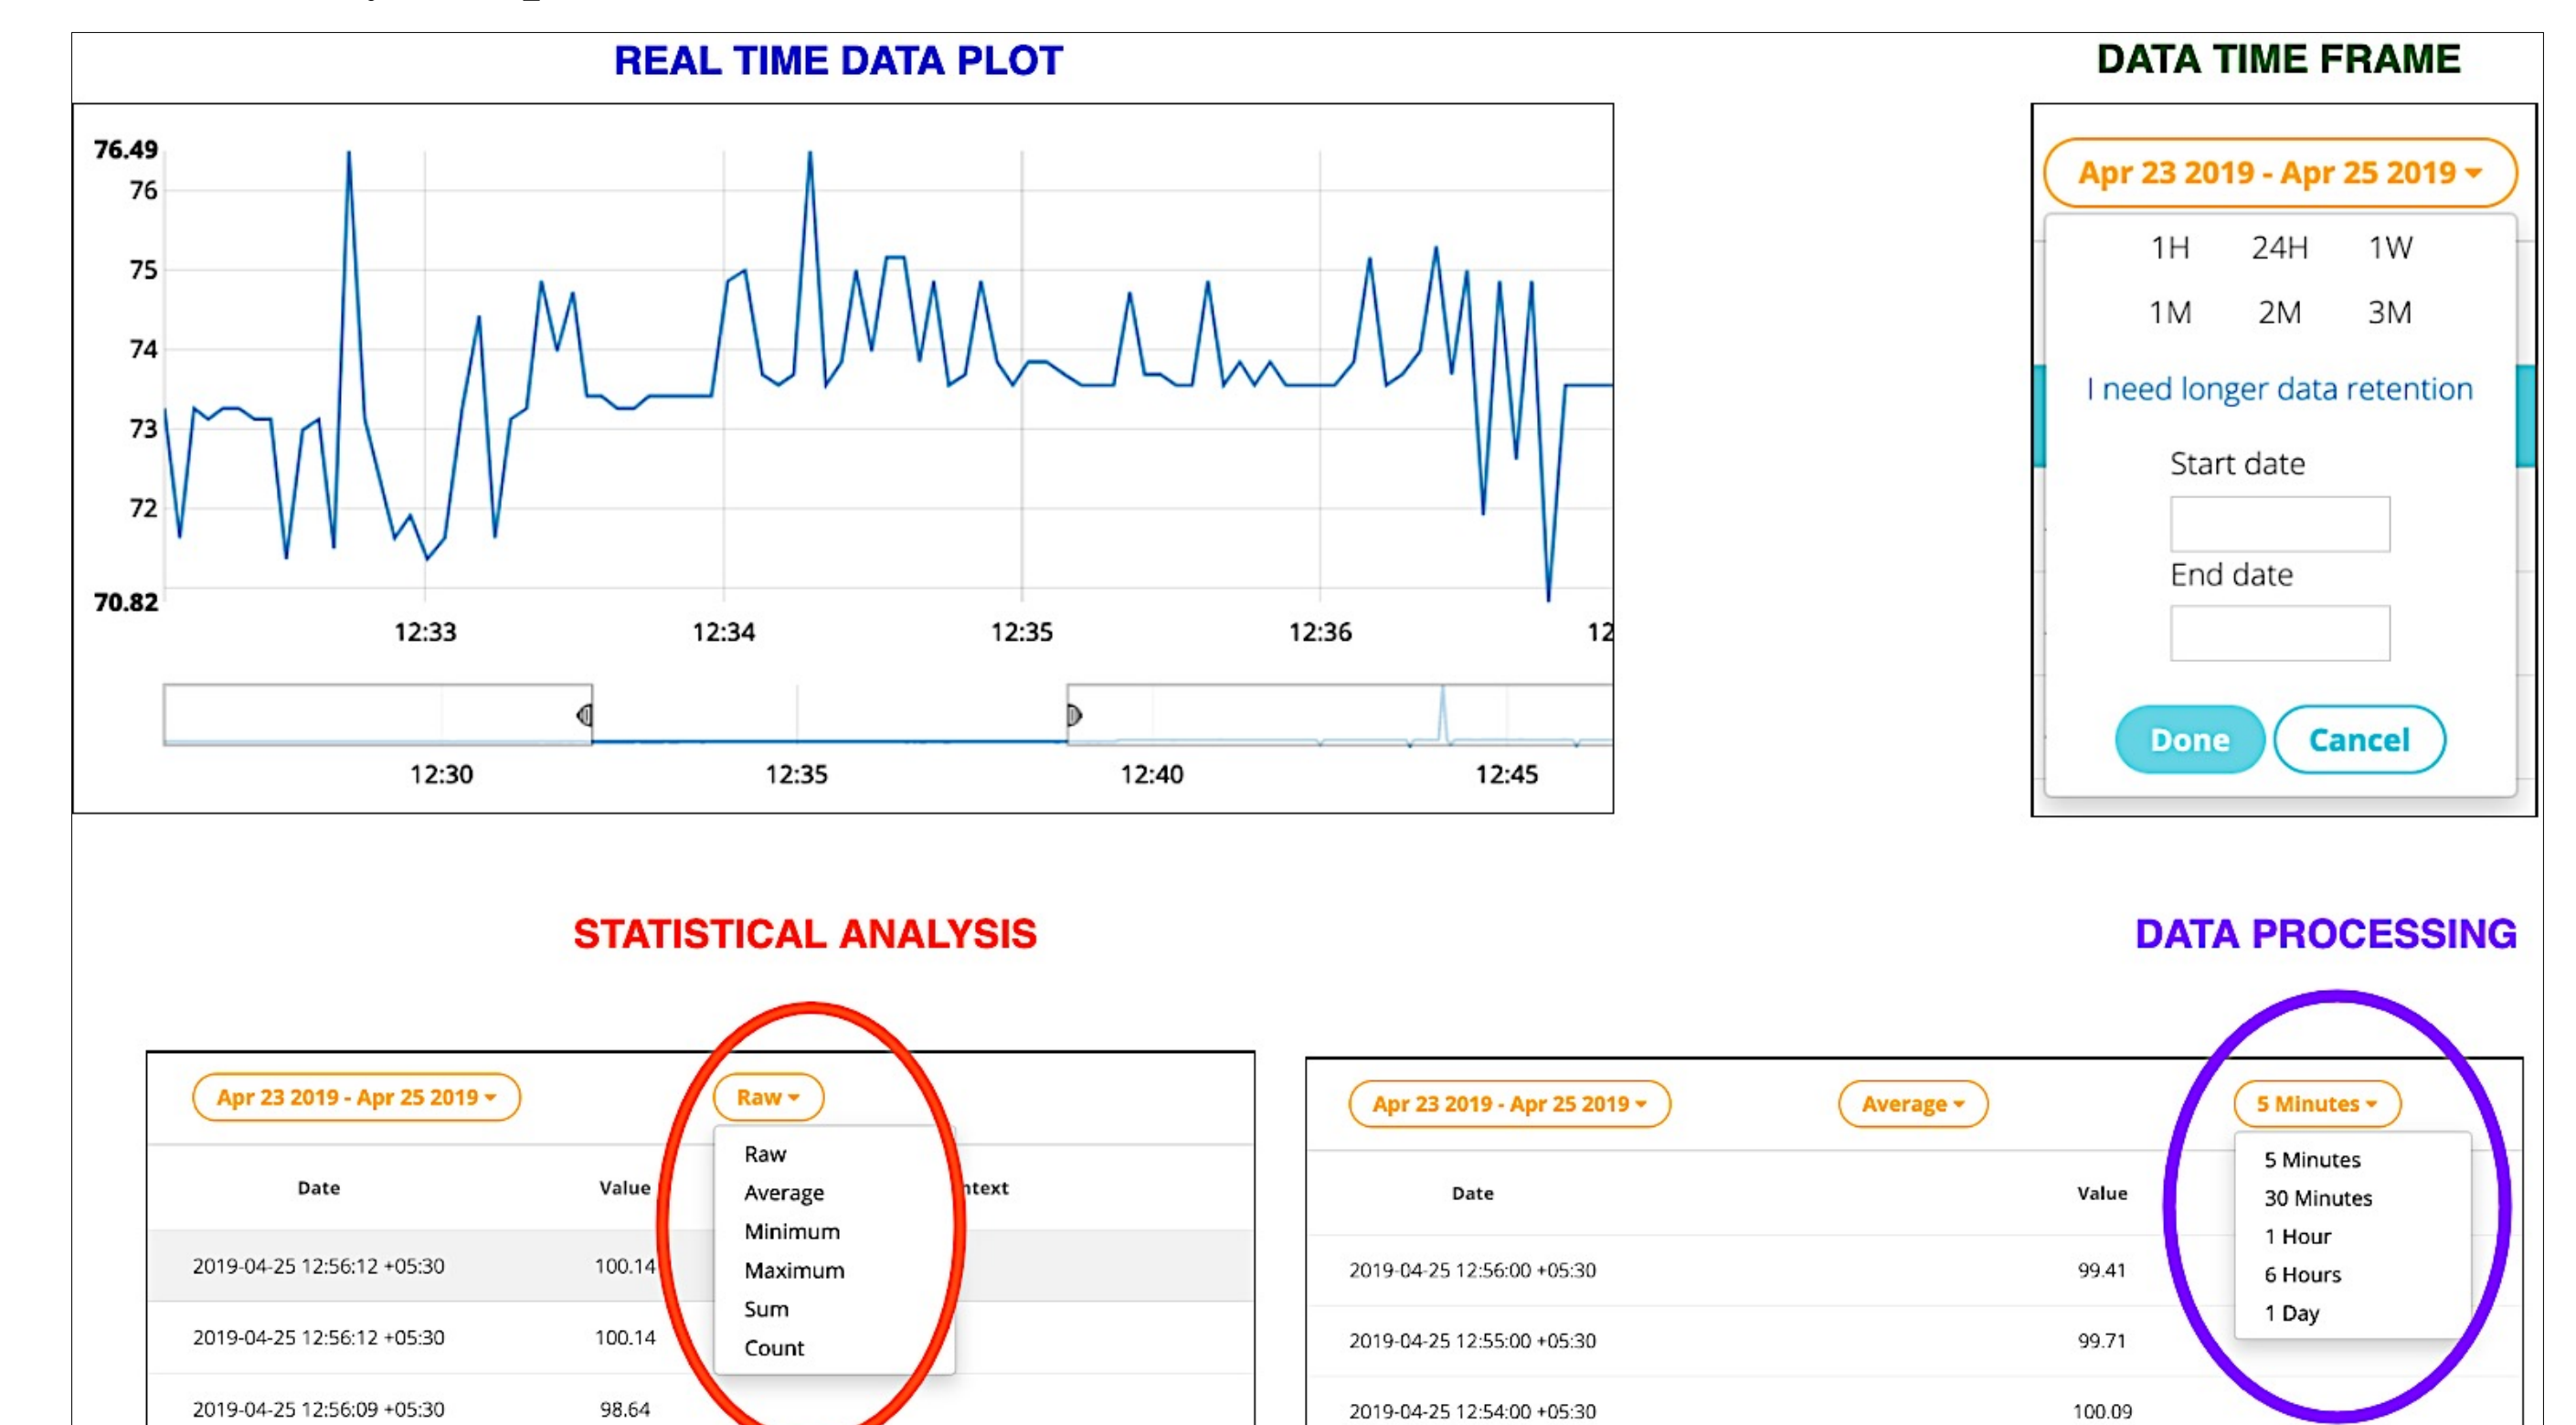 REAL TIME DATA PLOT
DATA TIME FRAME
76.49
76
75
74
73
72
70.82
12:33 12:34 12:35 12:36 12
12:30 12:35 12:40 12:45
Apr 23 2019 - Apr 25 2019
1H 24H 1W
1M 2M 3M
I need longer data retention
Start date
End date
Done Cancel
STATISTICAL ANALYSIS
DATA PROCESSING
Apr 23 2019 - Apr 25 2019 Raw
Date Value ntext
Raw
Average
Minimum
Maximum
Sum
Count
2019-04-25 12:56:12 +05:30 100.14
2019-04-25 12:56:12 +05:30 100.14
2019-04-25 12:56:09 +05:30 98.64
Apr 23 2019 - Apr 25 2019 Average 5 Minutes
Date Value
5 Minutes
30 Minutes
1 Hour
6 Hours
1 Day
2019-04-25 12:56:00 +05:30 99.41
2019-04-25 12:55:00 +05:30 99.71
2019-04-25 12:54:00 +05:30 100.09